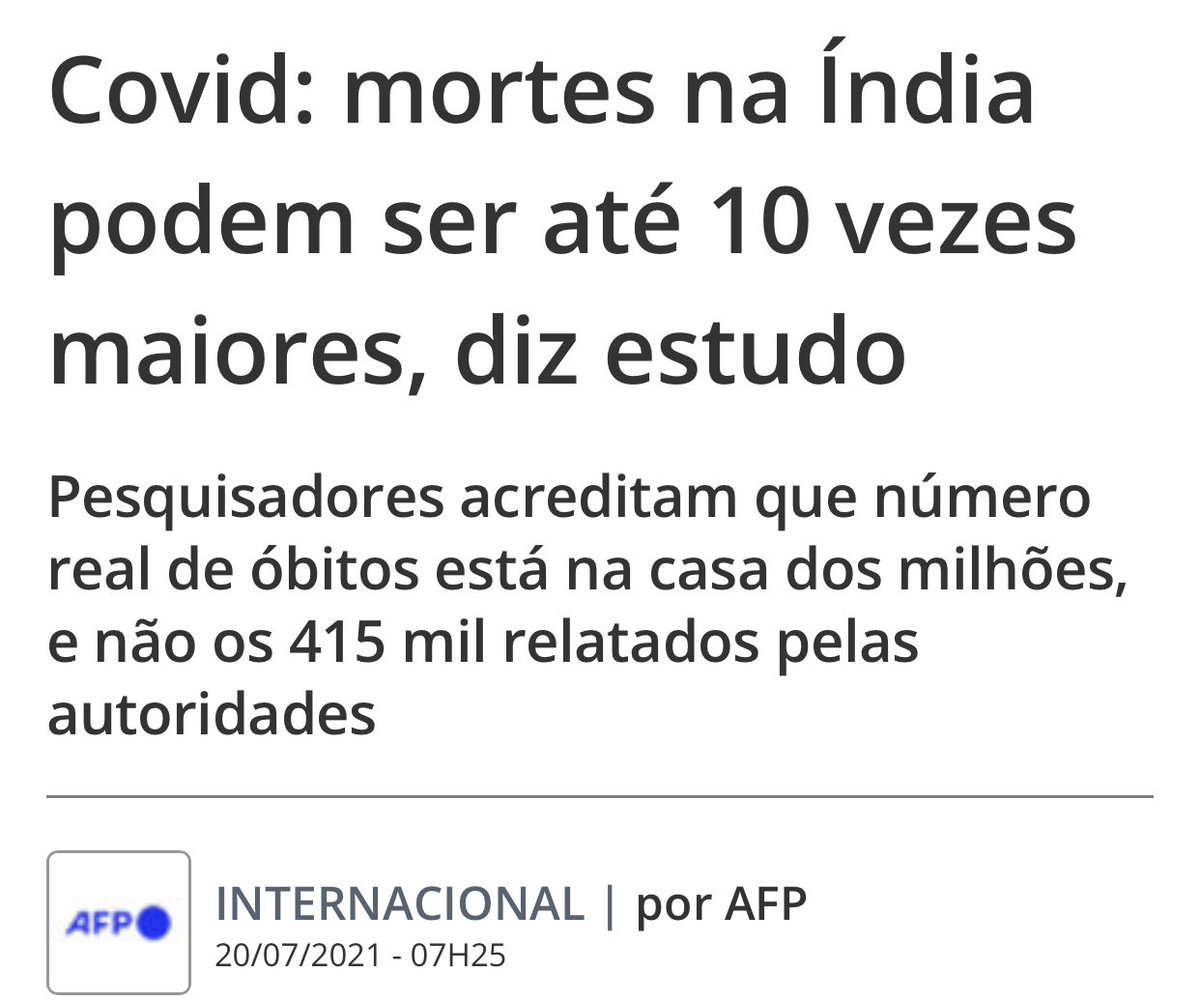 Covid: mortes na Índia
podem ser até 10 vezes
maiores, diz estudo
Pesquisadores acreditam que número
real de óbitos está na casa dos milhões,
e não os 415 mil relatados pelas
autoridades
AFP
INTERNACIONAL | por AFP
20/07/2021 - 07H25